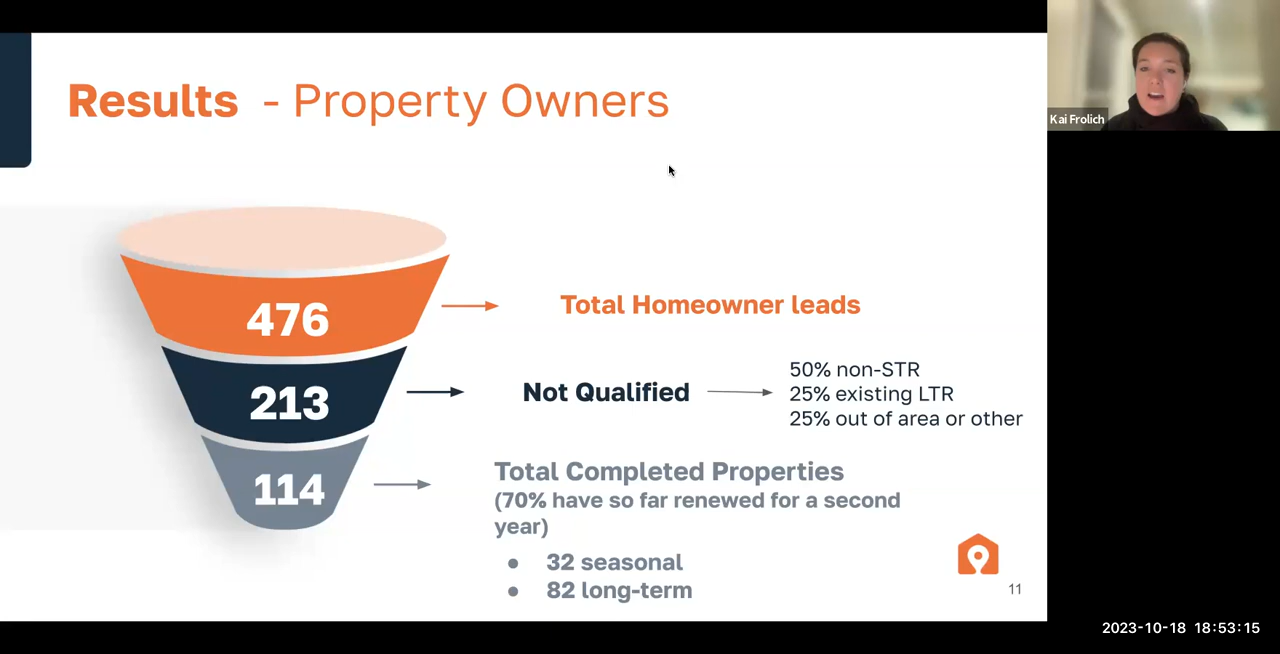 Results - Property Owners
Kai Frolich
476
Total Homeowner leads
213
Not Qualified
50% non-STR
25% existing LTR
25% out of area or other
114
Total Completed Properties
(70% have so far renewed for a second
year)
● 32 seasonal
● 82 long-term
11
2023-10-18 18:53:15